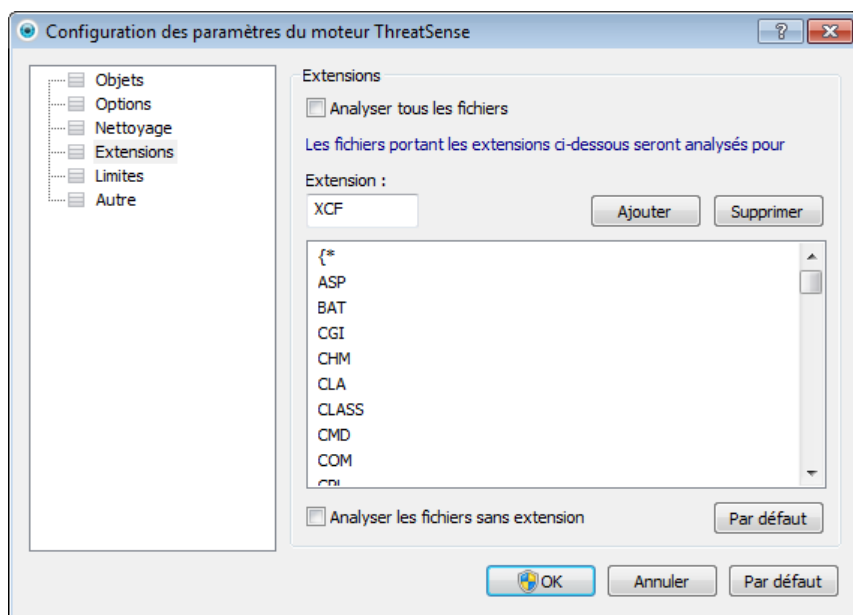 Configuration des paramètres du moteur ThreatSense
Objets
Options
Nettoyage
Extensions
Limites
Autre
Extensions
Analyser tous les fichiers
Les fichiers portant les extensions ci-dessous seront analysés pour
Extension :
XCF
Ajouter
Supprimer
{*
ASP
BAT
CGI
CHM
CLA
CLASS
CMD
COM
CPL
Analyser les fichiers sans extension
Par défaut
OK
Annuler
Par défaut